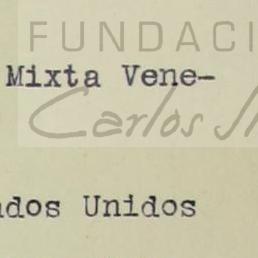 FUNDACI
Mixta Vene-
Carlos
ados Unidos